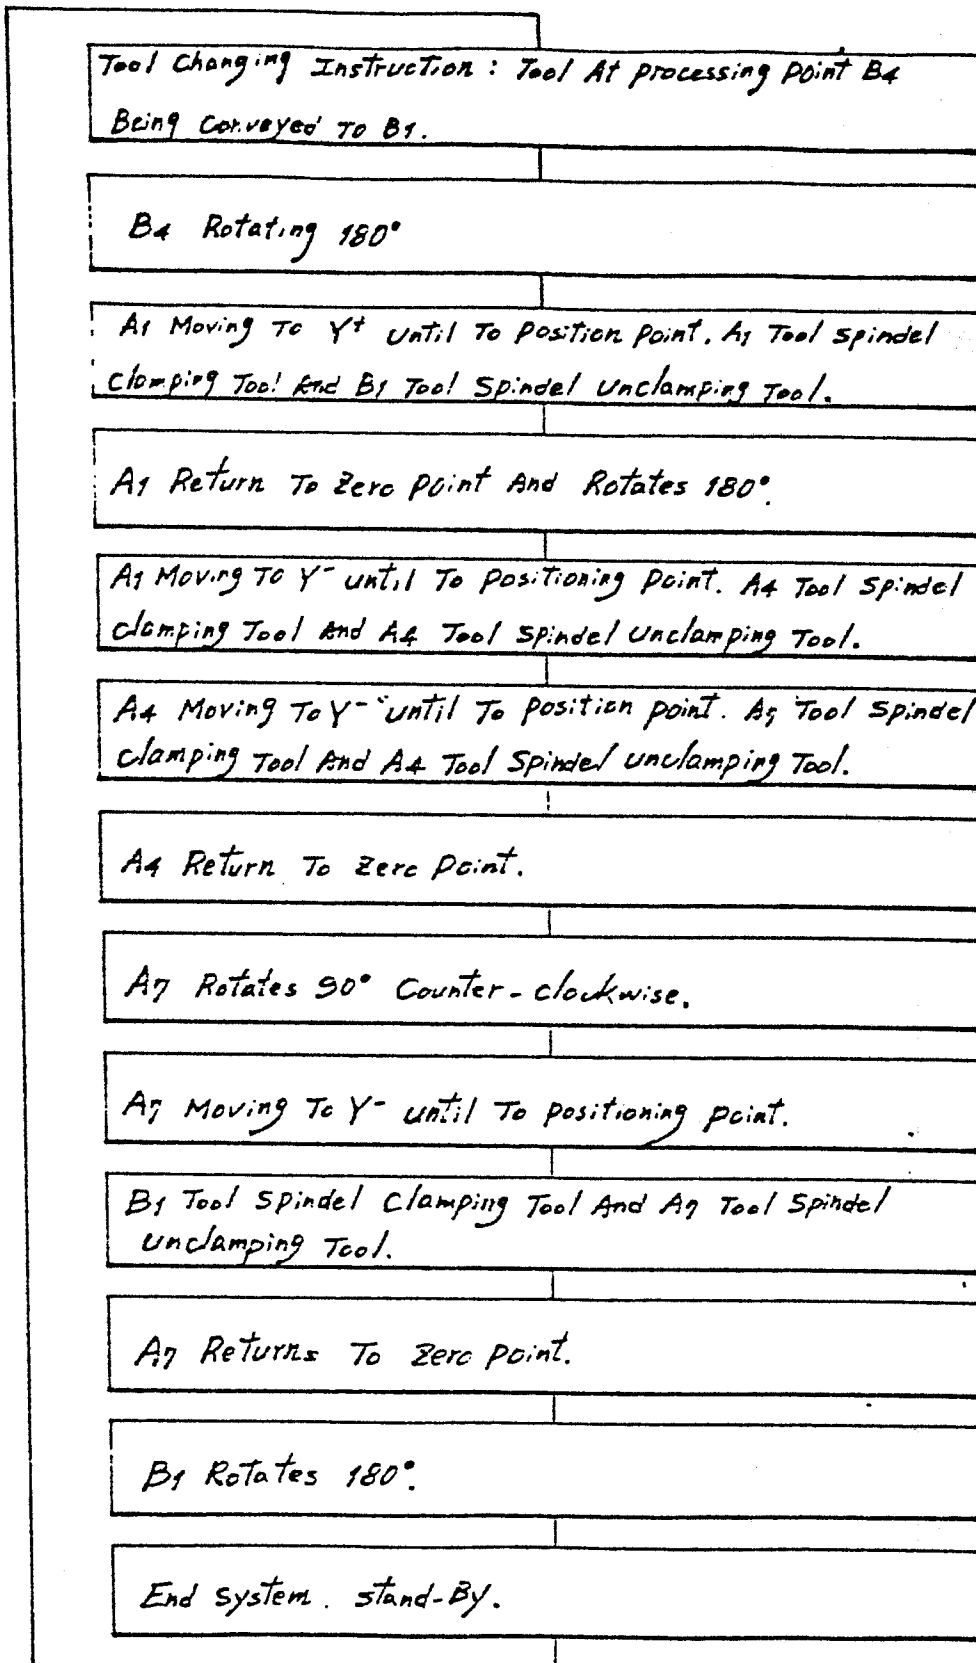 Tool Changing Instruction : Tool At processing Point B4
Being Conveyed To B1.
B4 Rotating 180°
A1 Moving To Y+ Until To Position Point. A1 Tool Spindel
Clamping Tool And B1 Tool Spindel Unclamping Tool.
A1 Return To Zero Point And Rotates 180°.
A1 Moving To Y- until To Positioning Point. A4 Tool Spindel
Clamping Tool And A4 Tool Spindel Unclamping Tool.
A4 Moving To Y- until To Position Point. A5 Tool Spindel
Clamping Tool And A4 Tool Spindel unclamping Tool.
A4 Return To Zero Point.
A7 Rotates 90° Counter-clockwise.
A7 Moving To Y- until To positioning point.
B1 Tool Spindel Clamping Tool And A7 Tool Spindel
Unclamping Tool.
A7 Returns To Zero Point.
B1 Rotates 180°.
End System. Stand-By.